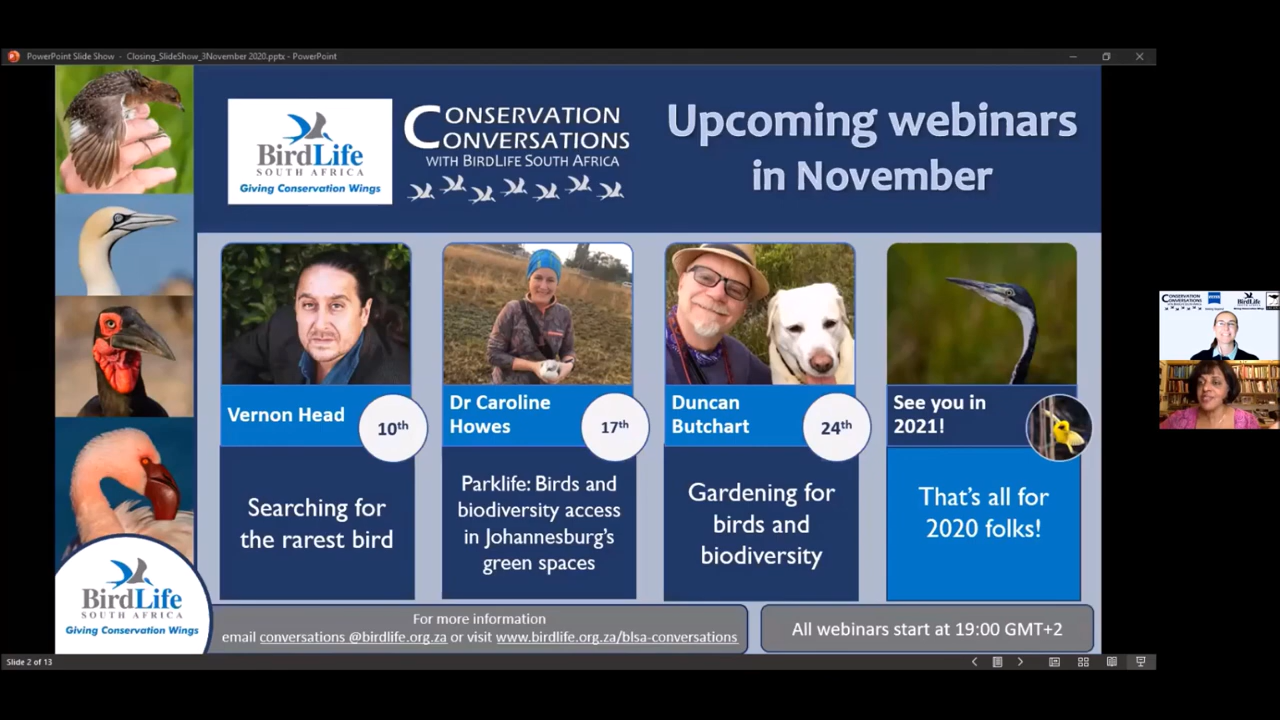 PowerPoint Slide Show - Closing_SlideShow_3November 2020.pptx - PowerPoint
BirdLife
SOUTH AFRICA
Giving Conservation Wings
CONSERVATION
CONVERSATIONS
WITH BIRDLIFE SOUTH AFRICA
Upcoming webinars
in November
Vernon Head
10th
Searching for
the rarest bird
Dr Caroline
Howes
17th
Parklife: Birds and
biodiversity access
in Johannesburg's
green spaces
Duncan
Butchart
24th
Gardening for
birds and
biodiversity
See you in
2021!
That's all for
2020 folks!
BirdLife
SOUTH AFRICA
Giving Conservation Wings
For more information
email conversations @birdlife.org.za or visit www.birdlife.org.za/blsa-conversations
All webinars start at 19:00 GMT+2
Slide 2 of 13
CONSERVATION
CONVERSATIONS
BirdLife